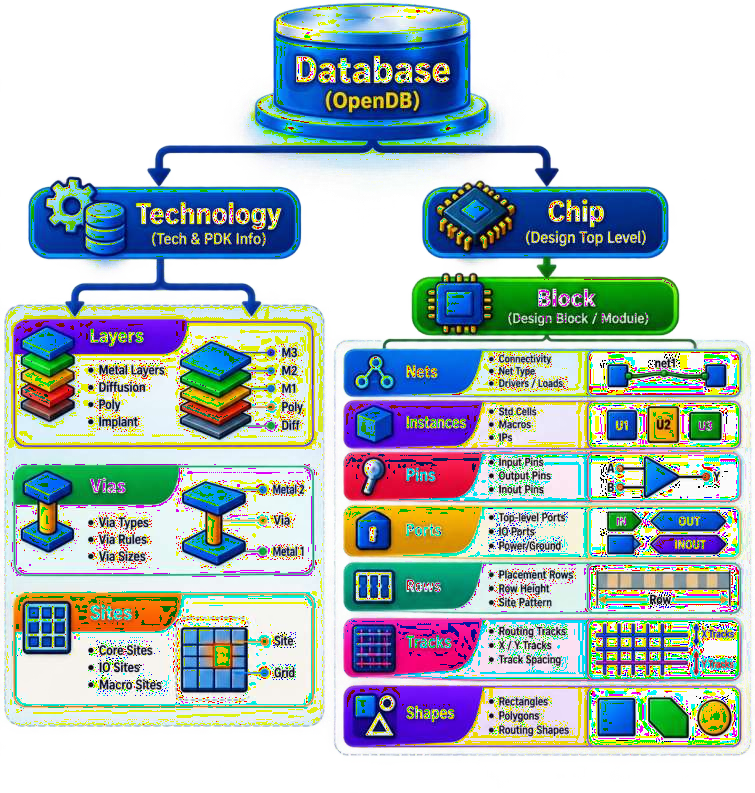 Database
(OpenDB)
Technology
(Tech & PDK Info)
Chip
(Design Top Level)
Block
(Design Block / Module)
Layers
• Metal Layers
• Diffusion
• Poly
• Implant
M3
M2
M1
Poly
Diff
Vias
• Via Types
• Via Rules
• Via Sizes
Metal 2
Via
Metal 1
Sites
• Core Sites
• IO Sites
• Macro Sites
Site
Grid
Nets
• Connectivity
• Net Type
• Drivers / Loads
net1
Instances
• Std Cells
• Macros
• IPs
U1
U2
U3
Pins
• Input Pins
• Output Pins
• Inout Pins
A
B
Y
Ports
• Top-level Ports
• IO Ports
• Power/Ground
IN
OUT
INOUT
Rows
• Placement Rows
• Row Height
• Site Pattern
Row
Tracks
• Routing Tracks
• X / Y Tracks
• Track Spacing
X Tracks
Y Tracks
Shapes
• Rectangles
• Polygons
• Routing Shapes